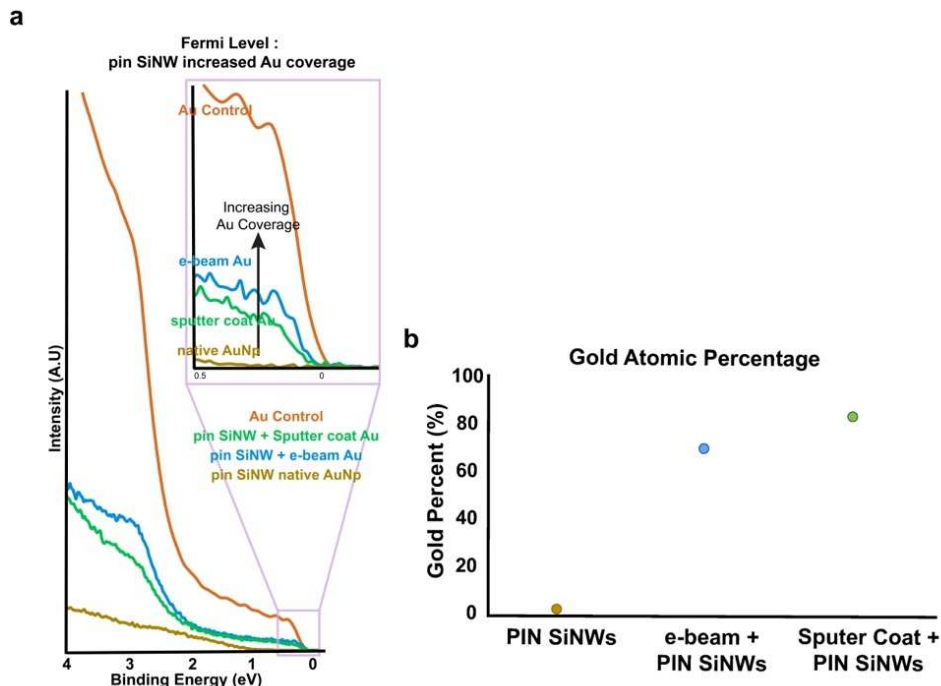 a
Fermi Level :
pin SiNW increased Au coverage
Au Control
Increasing
Au Coverage
e-beam Au
sputter coat Au
native AuNp
0.5
0
Au Control
pin SiNW + Sputter coat Au
pin SiNW + e-beam Au
pin SiNW native AuNp
Intensity (A.U)
4
3
2
1
0
Binding Energy (eV)
b
Gold Atomic Percentage
Gold Percent (%)
100
80
60
40
20
0
PIN SiNWs
e-beam +
PIN SiNWs
Sputer Coat +
PIN SiNWs